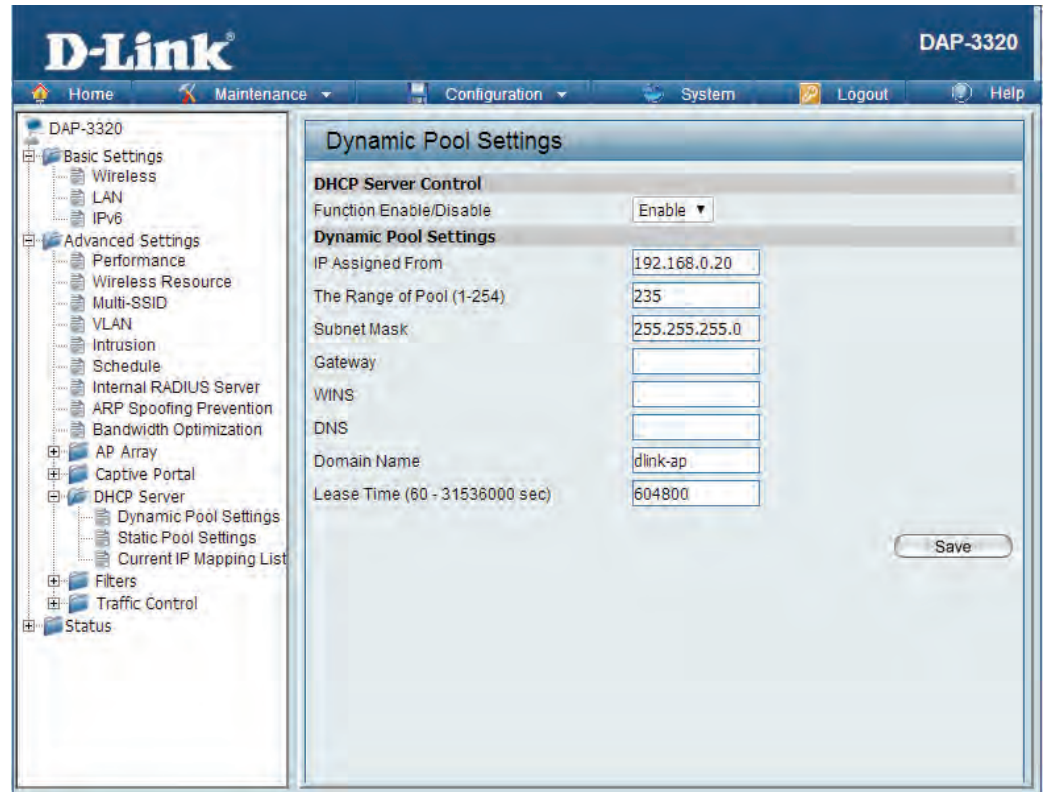 D-Link®
DAP-3320
Home Maintenance Configuration System Logout Help
DAP-3320
Basic Settings
Wireless
LAN
IPv6
Advanced Settings
Performance
Wireless Resource
Multi-SSID
VLAN
Intrusion
Schedule
Internal RADIUS Server
ARP Spoofing Prevention
Bandwidth Optimization
AP Array
Captive Portal
DHCP Server
Dynamic Pool Settings
Static Pool Settings
Current IP Mapping List
Filters
Traffic Control
Status
Dynamic Pool Settings
DHCP Server Control
Function Enable/Disable Enable
Dynamic Pool Settings
IP Assigned From 192.168.0.20
The Range of Pool (1-254) 235
Subnet Mask 255.255.255.0
Gateway
WINS
DNS
Domain Name dlink-ap
Lease Time (60 - 31536000 sec) 604800
Save